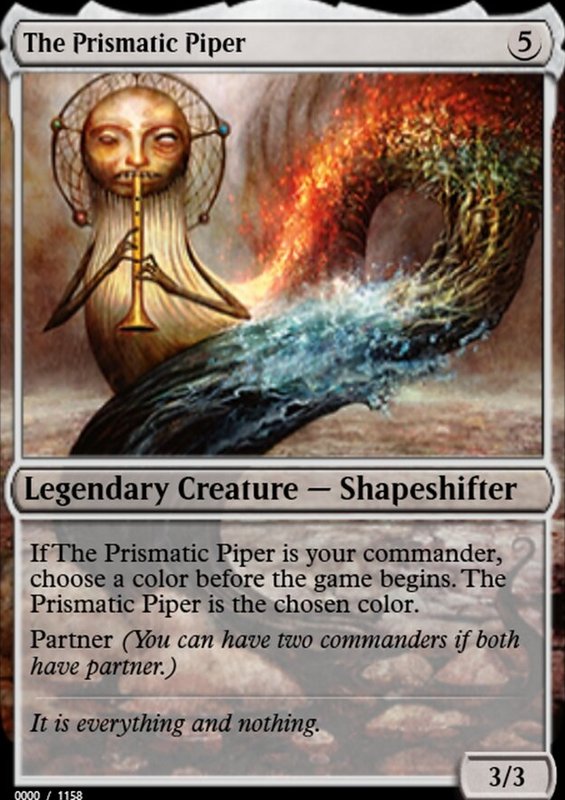 The Prismatic Piper
5
Legendary Creature — Shapeshifter
If The Prismatic Piper is your commander,
choose a color before the game begins. The
Prismatic Piper is the chosen color.
Partner (You can have two commanders if both
have partner.)
It is everything and nothing.
3/3
0000 / 1158